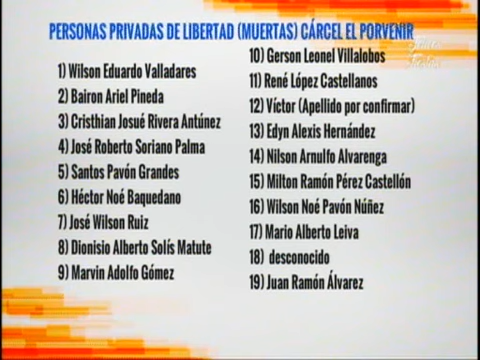 PERSONAS PRIVADAS DE LIBERTAD (MUERTAS) CÁRCEL EL PORVENIR
1) Wilson Eduardo Valladares
2) Bairon Ariel Pineda
3) Cristhian Josué Rivera Antúnez
4) José Roberto Soriano Palma
5) Santos Pavón Grandes
6) Héctor Noé Baquedano
7) José Wilson Ruiz
8) Dionisio Alberto Solís Matute
9) Marvin Adolfo Gómez
10) Gerson Leonel Villalobos
11) René López Castellanos
12) Víctor (Apellido por confirmar)
13) Edyn Alexis Hernández
14) Nilson Arnulfo Alvarenga
15) Milton Ramón Pérez Castellón
16) Wilson Noé Pavón Núñez
17) Mario Alberto Leiva
18) desconocido
19) Juan Ramón Álvarez